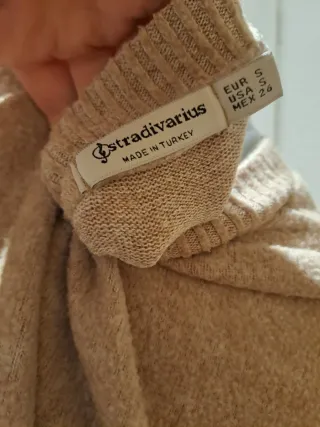 stradivarius
MADE IN TURKEY
EUR S
USA S
MEX 26